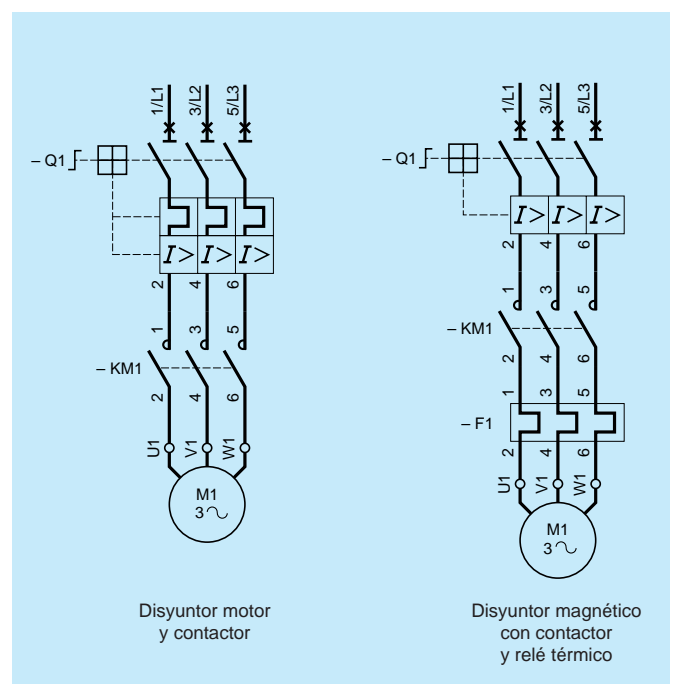 1/L1 3/L2 5/L3
– Q1
I> I> I>
2 4 6
1 3 5
– KM1
2 4 6
U1 V1 W1
M1
3
Disyuntor motor
y contactor
1/L1 3/L2 5/L3
– Q1
I> I> I>
2 4 6
1 3 5
– KM1
2 4 6
1 3 5
– F1
2 4 6
U1 V1 W1
M1
3
Disyuntor magnético
con contactor
y relé térmico